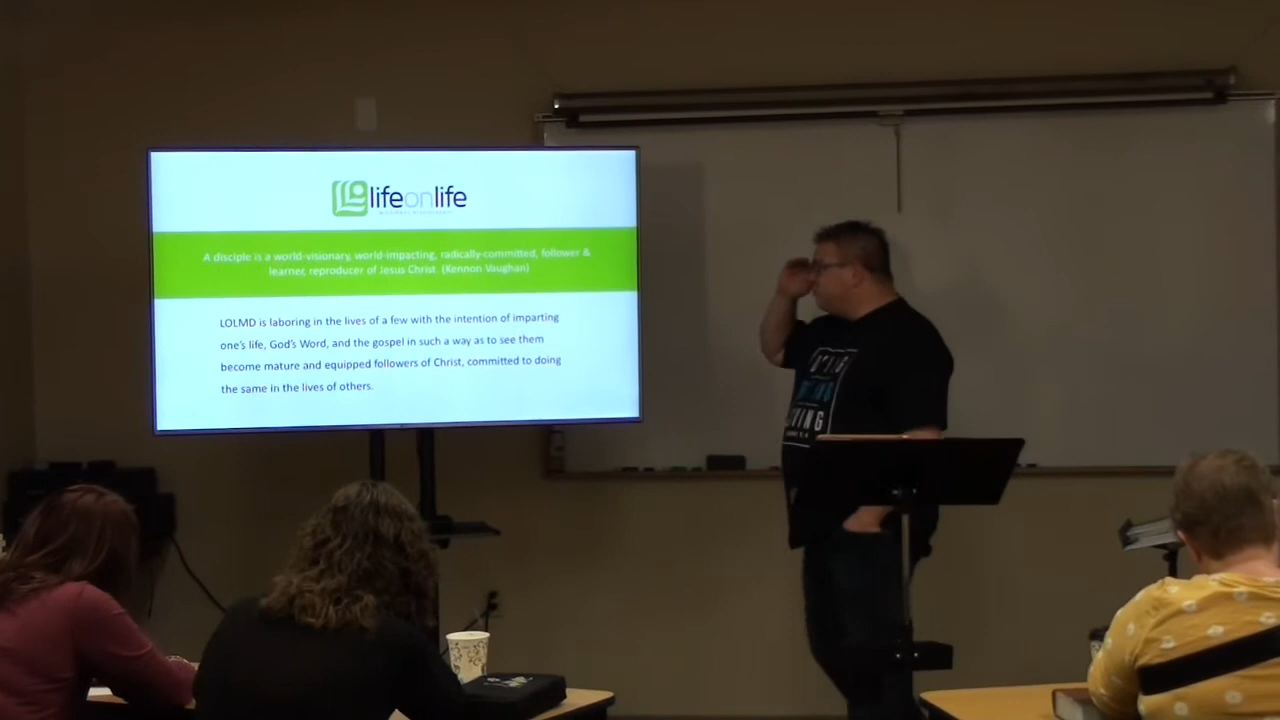 LOL lifeonlife
A disciple is a world-visionary, world-impacting, radically-committed, follower &
learner, reproducer of Jesus Christ. (Kennon Vaughan)
LOLMD is laboring in the lives of a few with the intention of imparting
one's life, God's Word, and the gospel in such a way as to see them
become mature and equipped followers of Christ, committed to doing
the same in the lives of others.